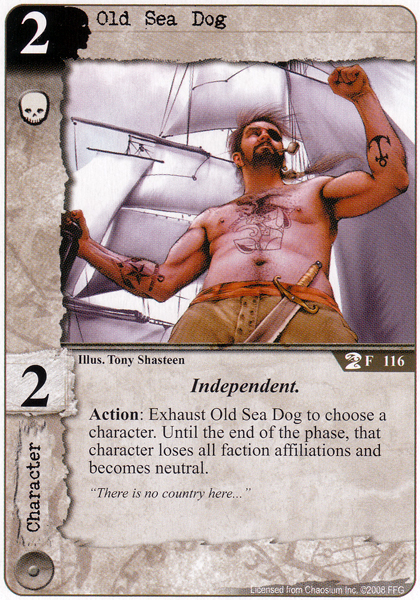 2
Old Sea Dog
Illus. Tony Shasteen
F 116
2
Character
Independent.
Action: Exhaust Old Sea Dog to choose a
character. Until the end of the phase, that
character loses all faction affiliations and
becomes neutral.
“There is no country here...”
Licensed from Chaosium Inc. ©2008 FFG